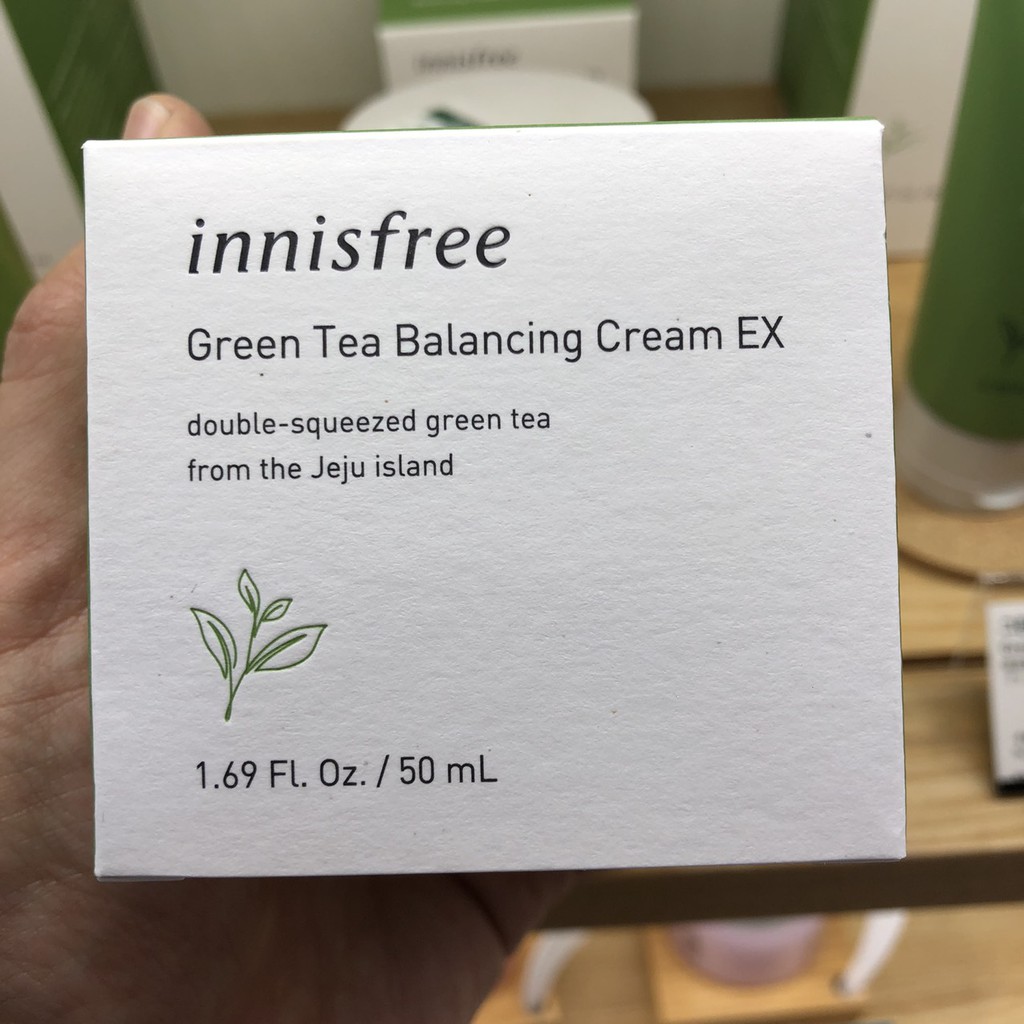 innisfree
Green Tea Balancing Cream EX
double-squeezed green tea
from the Jeju island
1.69 Fl. Oz. / 50 mL
innisfree